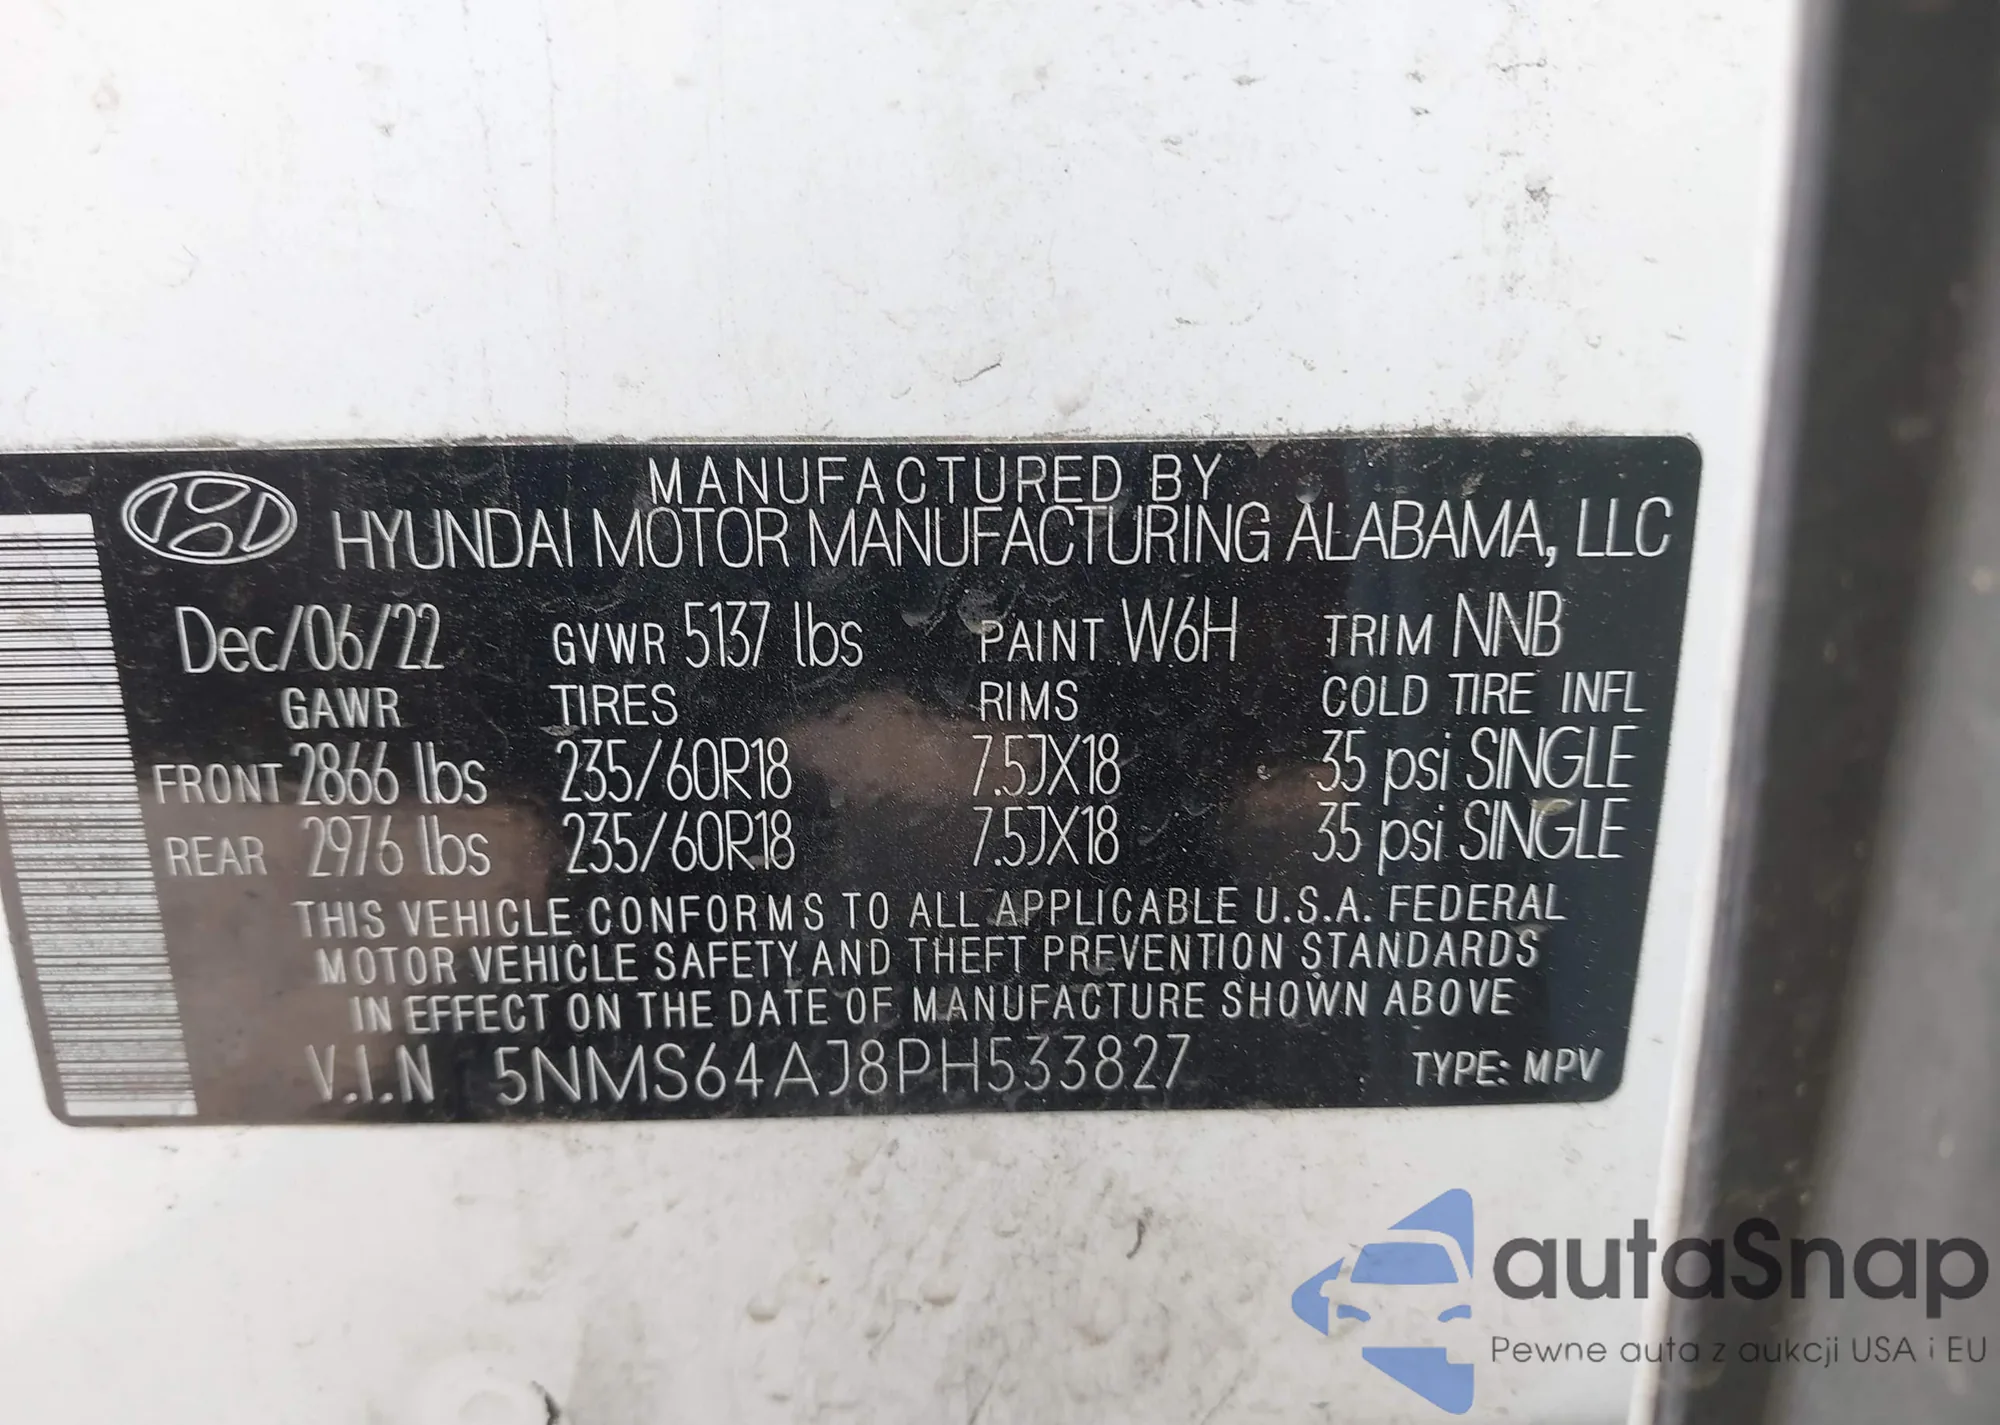 MANUFACTURED BY
HYUNDAI MOTOR MANUFACTURING ALABAMA, LLC
Dec/06/22 GVWR 5137 lbs PAINT W6H TRIM NNB
GAWR TIRES RIMS COLD TIRE INFL
FRONT 2866 lbs 235/60R18 7.5JX18 35 psi SINGLE
REAR 2976 lbs 235/60R18 7.5JX18 35 psi SINGLE
THIS VEHICLE CONFORMS TO ALL APPLICABLE U.S.A. FEDERAL
MOTOR VEHICLE SAFETY AND THEFT PREVENTION STANDARDS
IN EFFECT ON THE DATE OF MANUFACTURE SHOWN ABOVE
V.I.N 5NMS64AJ8PH533827 TYPE: MPV
autaSnap
Pewne auta z aukcji USA i EU